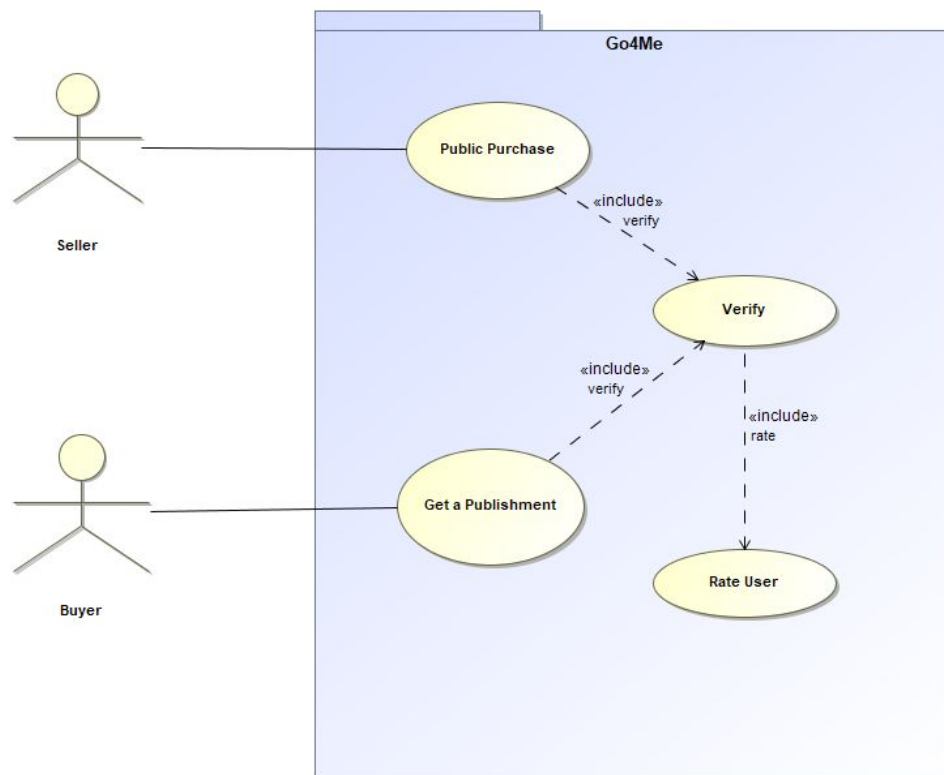 Go4Me
Public Purchase
«include»
verify
Seller
Verify
«include»
verify
«include»
rate
Get a Publishment
Rate User
Buyer